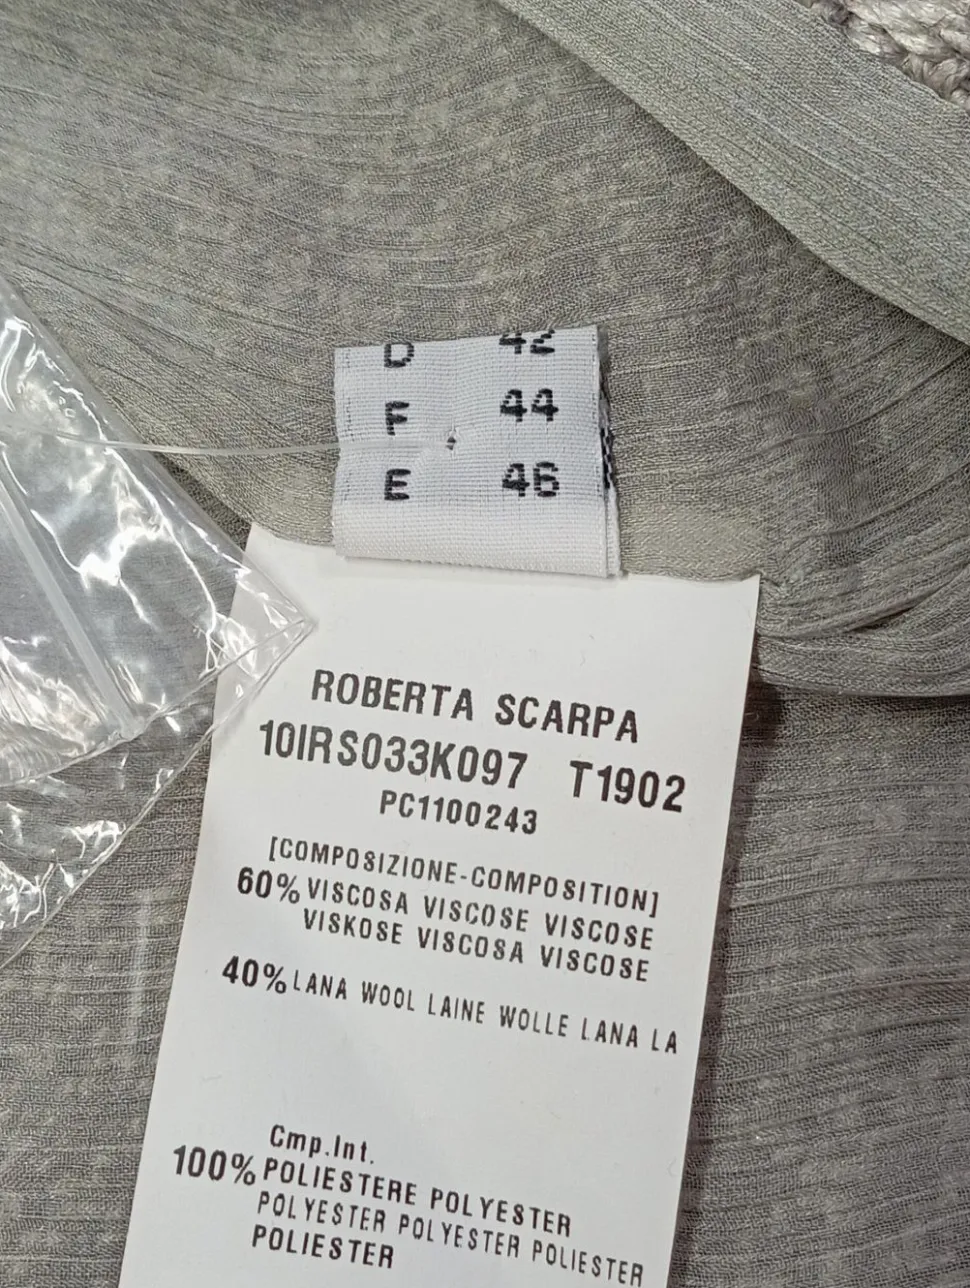 D 42
F 44
E 46
ROBERTA SCARPA
10IRS033K097 T1902
PC1100243
[COMPOSIZIONE-COMPOSITION]
60% VISCOSA VISCOSE VISCOSE
VISKOSE VISCOSA VISCOSE
40% LANA WOOL LAINE WOLLE LANA LA
Cmp.Int.
100% POLIESTERE POLYESTER
POLYESTER POLYESTER POLIESTER
POLIESTER